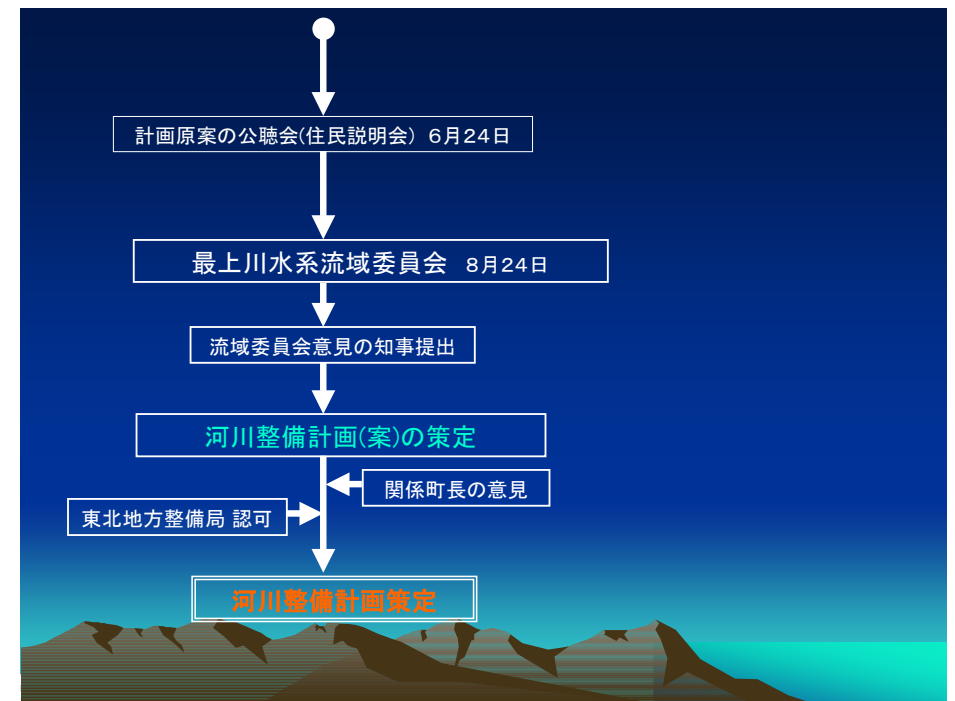 計画原案の公聴会(住民説明会) 6月24日
最上川水系流域委員会 8月24日
流域委員会意見の知事提出
河川整備計画(案)の策定
関係町長の意見
東北地方整備局 認可
河川整備計画策定